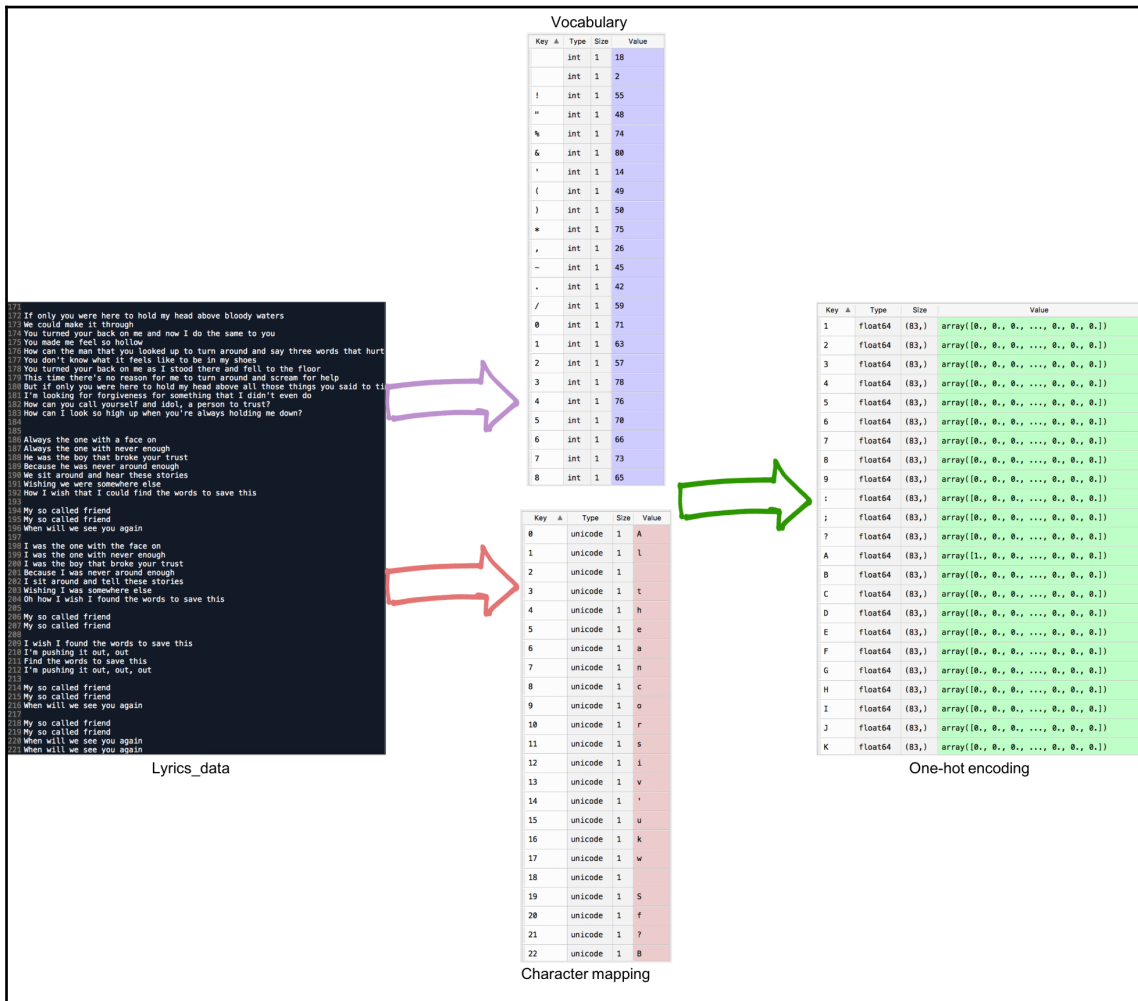 Vocabulary
Key Type Size Value
int 1 18
int 1 2
! int 1 55
" int 1 48
% int 1 74
& int 1 80
' int 1 14
( int 1 49
) int 1 50
* int 1 75
, int 1 26
- int 1 45
. int 1 42
/ int 1 59
0 int 1 71
1 int 1 63
2 int 1 57
3 int 1 78
4 int 1 76
5 int 1 70
6 int 1 66
7 int 1 73
8 int 1 65
171
172 If only you were here to hold my head above bloody waters
173 We could make it through
174 You turned your back on me and now I do the same to you
175 You made me feel so hollow
176 How can the man that you looked up to turn around and say three words that hurt
177 You don't know what it feels like to be in my shoes
178 You turned your back on me as I stood there and fell to the floor
179 This time there's no reason for me to turn around and scream for help
180 But if only you were here to hold my head above all those things you said to ti
181 I'm looking for forgiveness for something that I didn't even do
182 How can you call yourself and idol, a person to trust?
183 How can I look so high up when you're always holding me down?
184
185
186 Always the one with a face on
187 Always the one with never enough
188 He was the boy that broke your trust
189 Because he was never around enough
190 We sit around and hear these stories
191 Wishing we were somewhere else
192 How I wish that I could find the words to save this
193
194 My so called friend
195 My so called friend
196 When will we see you again
197
198 I was the one with the face on
199 I was the one with never enough
200 I was the boy that broke your trust
201 Because I was never around enough
202 I sit around and tell these stories
203 Wishing I was somewhere else
204 Oh how I wish I found the words to save this
205
206 My so called friend
207 My so called friend
208
209 I wish I found the words to save this
210 I'm pushing it out, out
211 Find the words to save this
212 I'm pushing it out, out, out
213
214 My so called friend
215 My so called friend
216 When will we see you again
217
218 My so called friend
219 My so called friend
220 When will we see you again
221 When will we see you again
Lyrics_data
Key Type Size Value
0 unicode 1 A
1 unicode 1 l
2 unicode 1
3 unicode 1 t
4 unicode 1 h
5 unicode 1 e
6 unicode 1 a
7 unicode 1 n
8 unicode 1 c
9 unicode 1 o
10 unicode 1 r
11 unicode 1 s
12 unicode 1 i
13 unicode 1 v
14 unicode 1 '
15 unicode 1 u
16 unicode 1 k
17 unicode 1 w
18 unicode 1
19 unicode 1 S
20 unicode 1 f
21 unicode 1 ?
22 unicode 1 B
Character mapping
Key Type Size Value
1 float64 (83,) array([0., 0., 0., ..., 0., 0., 0.])
2 float64 (83,) array([0., 0., 0., ..., 0., 0., 0.])
3 float64 (83,) array([0., 0., 0., ..., 0., 0., 0.])
4 float64 (83,) array([0., 0., 0., ..., 0., 0., 0.])
5 float64 (83,) array([0., 0., 0., ..., 0., 0., 0.])
6 float64 (83,) array([0., 0., 0., ..., 0., 0., 0.])
7 float64 (83,) array([0., 0., 0., ..., 0., 0., 0.])
8 float64 (83,) array([0., 0., 0., ..., 0., 0., 0.])
9 float64 (83,) array([0., 0., 0., ..., 0., 0., 0.])
: float64 (83,) array([0., 0., 0., ..., 0., 0., 0.])
; float64 (83,) array([0., 0., 0., ..., 0., 0., 0.])
? float64 (83,) array([0., 0., 0., ..., 0., 0., 0.])
A float64 (83,) array([1., 0., 0., ..., 0., 0., 0.])
B float64 (83,) array([0., 0., 0., ..., 0., 0., 0.])
C float64 (83,) array([0., 0., 0., ..., 0., 0., 0.])
D float64 (83,) array([0., 0., 0., ..., 0., 0., 0.])
E float64 (83,) array([0., 0., 0., ..., 0., 0., 0.])
F float64 (83,) array([0., 0., 0., ..., 0., 0., 0.])
G float64 (83,) array([0., 0., 0., ..., 0., 0., 0.])
H float64 (83,) array([0., 0., 0., ..., 0., 0., 0.])
I float64 (83,) array([0., 0., 0., ..., 0., 0., 0.])
J float64 (83,) array([0., 0., 0., ..., 0., 0., 0.])
K float64 (83,) array([0., 0., 0., ..., 0., 0., 0.])
One-hot encoding